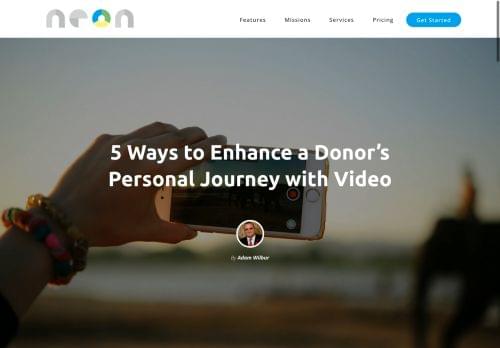 neon
Features
Missions
Services
Pricing
Get Started
5 Ways to Enhance a Donor's
Personal Journey with Video
By Adam Wilbur